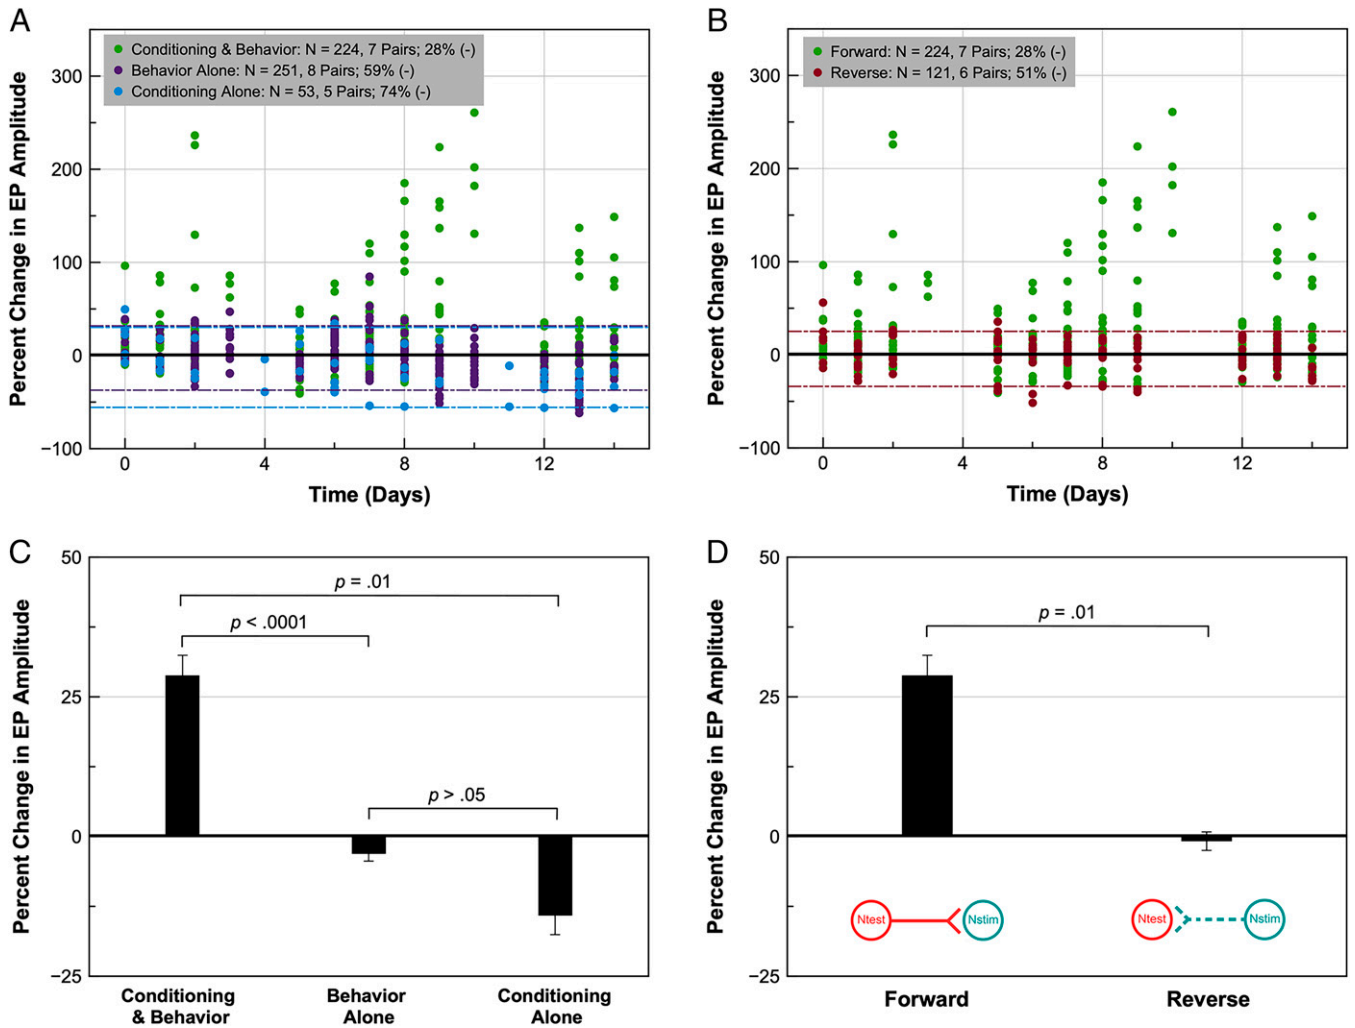 A
Percent Change in EP Amplitude
Conditioning & Behavior: N = 224, 7 Pairs; 28% (-)
Behavior Alone: N = 251, 8 Pairs; 59% (-)
Conditioning Alone: N = 53, 5 Pairs; 74% (-)
300
200
100
0
−100
0 4 8 12
Time (Days)
B
Percent Change in EP Amplitude
Forward: N = 224, 7 Pairs; 28% (-)
Reverse: N = 121, 6 Pairs; 51% (-)
300
200
100
0
−100
0 4 8 12
Time (Days)
C
Percent Change in EP Amplitude
50
25
0
−25
p = .01
p < .0001
p > .05
Conditioning
& Behavior
Behavior
Alone
Conditioning
Alone
D
Percent Change in EP Amplitude
50
25
0
−25
p = .01
Ntest Nstim
Ntest Nstim
Forward
Reverse